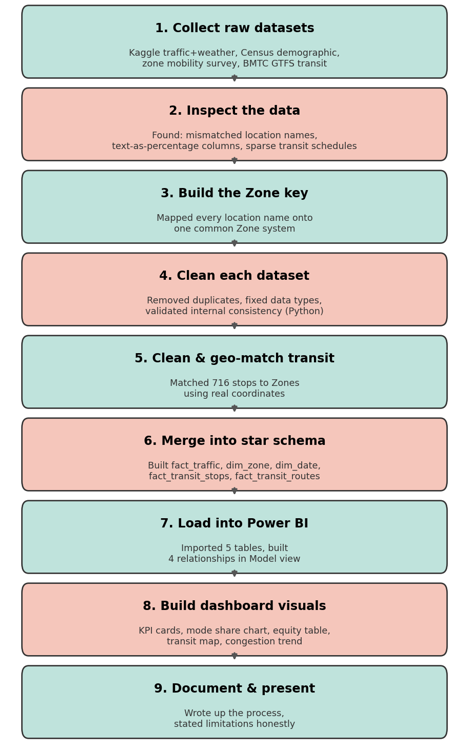 1. Collect raw datasets
Kaggle traffic+weather, Census demographic,
zone mobility survey, BMTC GTFS transit
2. Inspect the data
Found: mismatched location names,
text-as-percentage columns, sparse transit schedules
3. Build the Zone key
Mapped every location name onto
one common Zone system
4. Clean each dataset
Removed duplicates, fixed data types,
validated internal consistency (Python)
5. Clean & geo-match transit
Matched 716 stops to Zones
using real coordinates
6. Merge into star schema
Built fact_traffic, dim_zone, dim_date,
fact_transit_stops, fact_transit_routes
7. Load into Power BI
Imported 5 tables, built
4 relationships in Model view
8. Build dashboard visuals
KPI cards, mode share chart, equity table,
transit map, congestion trend
9. Document & present
Wrote up the process,
stated limitations honestly